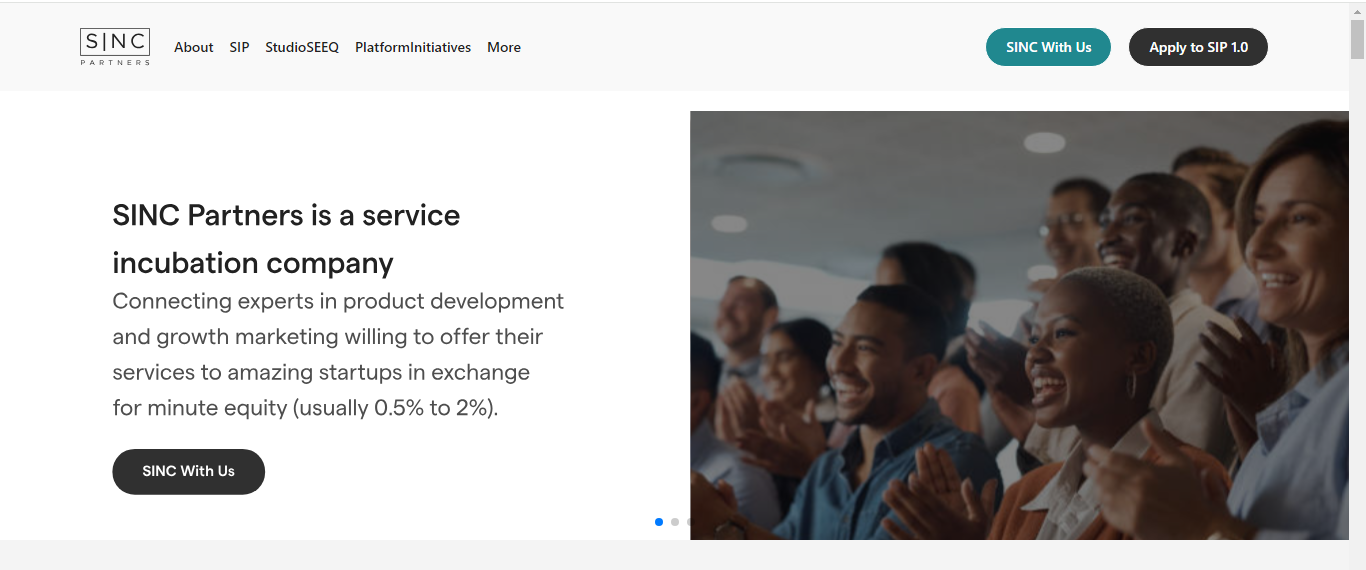 S|NC
PARTNERS
About SIP StudioSEEQ PlatformInitiatives More
SINC With Us Apply to SIP 1.0
SINC Partners is a service
incubation company
Connecting experts in product development
and growth marketing willing to offer their
services to amazing startups in exchange
for minute equity (usually 0.5% to 2%).
SINC With Us